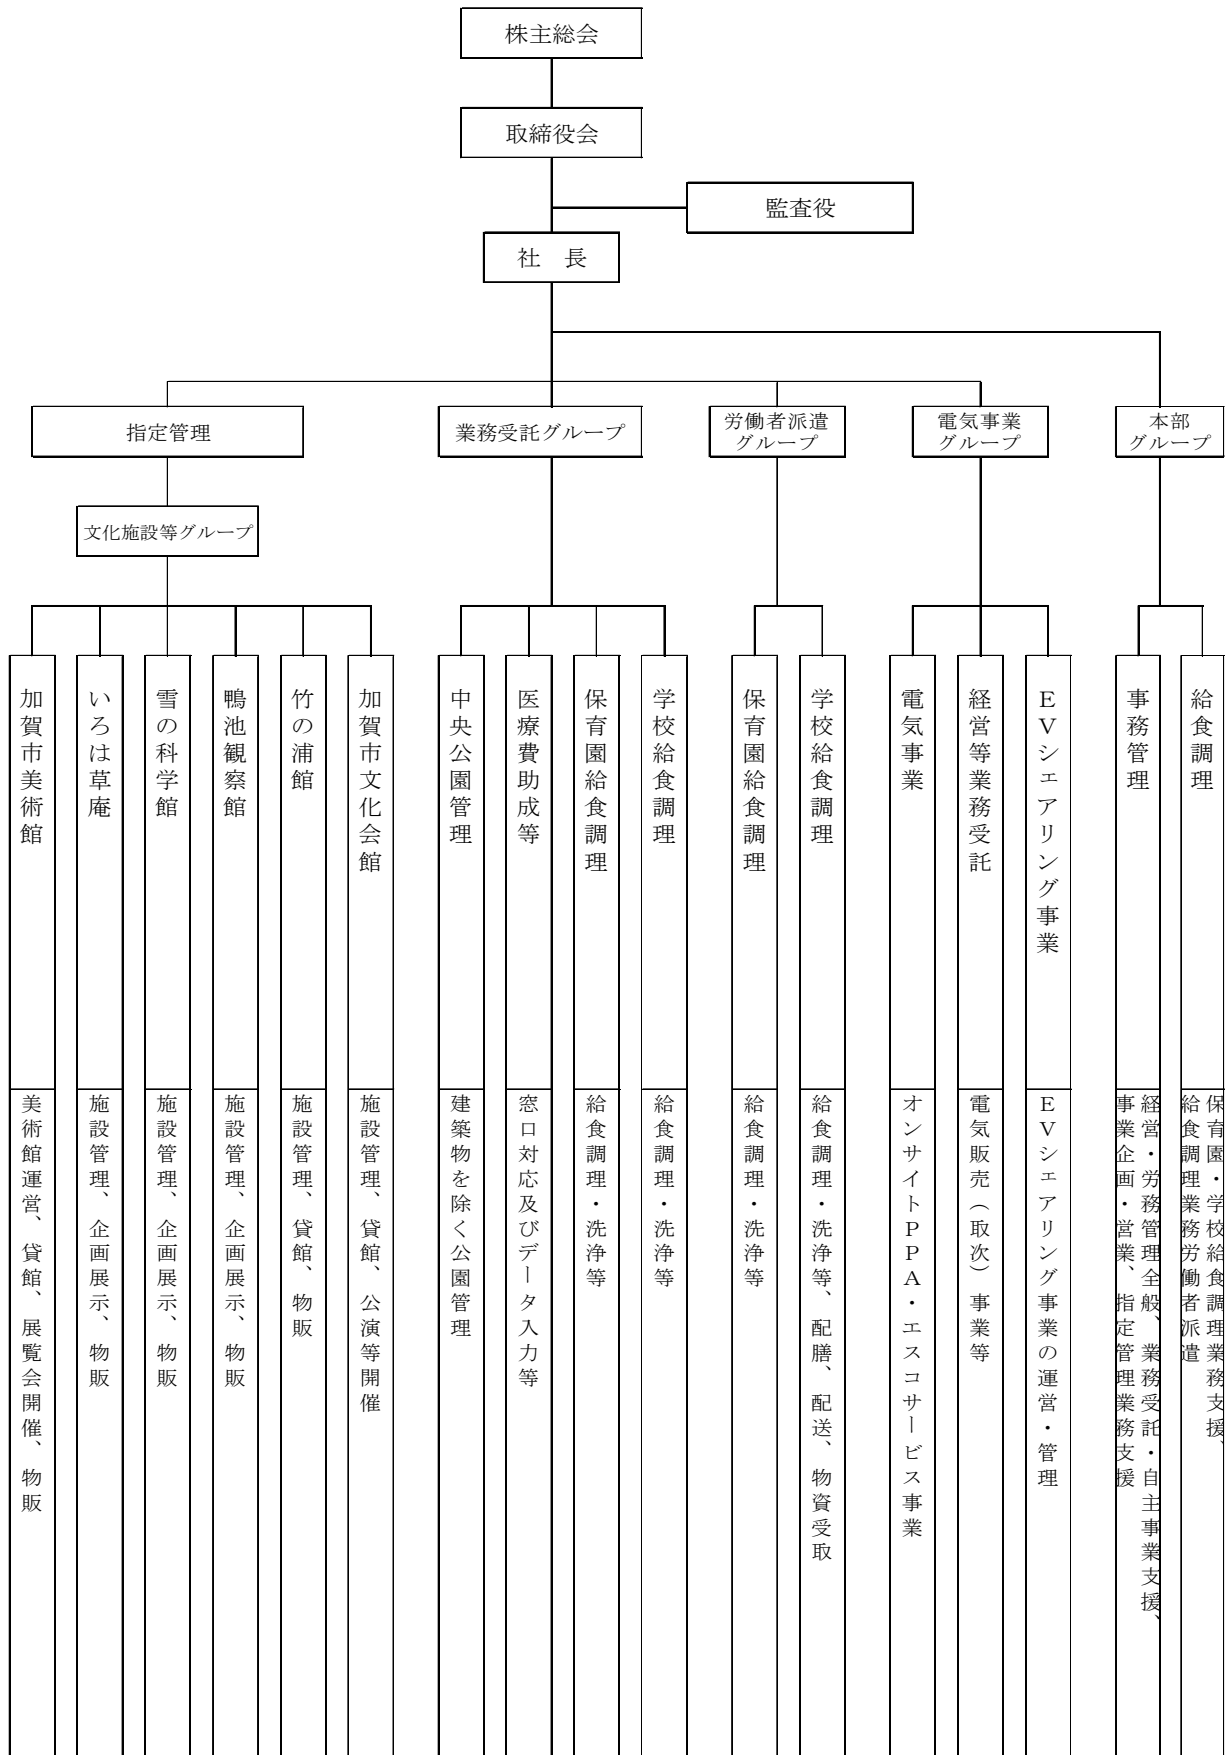 株主総会
取締役会
監査役
社　長
指定管理
業務受託グループ
労働者派遣
グループ
電気事業
グループ
本部
グループ
文化施設等グループ
加賀市美術館
いろは草庵
雪の科学館
鴨池観察館
竹の浦館
加賀市文化会館
中央公園管理
医療費助成等
保育園給食調理
学校給食調理
保育園給食調理
学校給食調理
電気事業
経営等業務受託
ＥＶシェアリング事業
事務管理
給食調理
美術館運営、貸館、展覧会開催、物販
施設管理、企画展示、物販
施設管理、企画展示、物販
施設管理、企画展示、物販
施設管理、貸館、物販
施設管理、貸館、公演等開催
建築物を除く公園管理
窓口対応及びデータ入力等
給食調理・洗浄等
給食調理・洗浄等
給食調理・洗浄等
給食調理・洗浄等、配膳、配送、物資受取
オンサイトＰＰＡ・エスコサービス事業
電気販売（取次）事業等
ＥＶシェアリング事業の運営・管理
経営・労務管理全般、業務受託・自主事業支援、
事業企画・営業、指定管理業務支援
保育園・学校給食調理業務支援、
給食調理業務労働者派遣